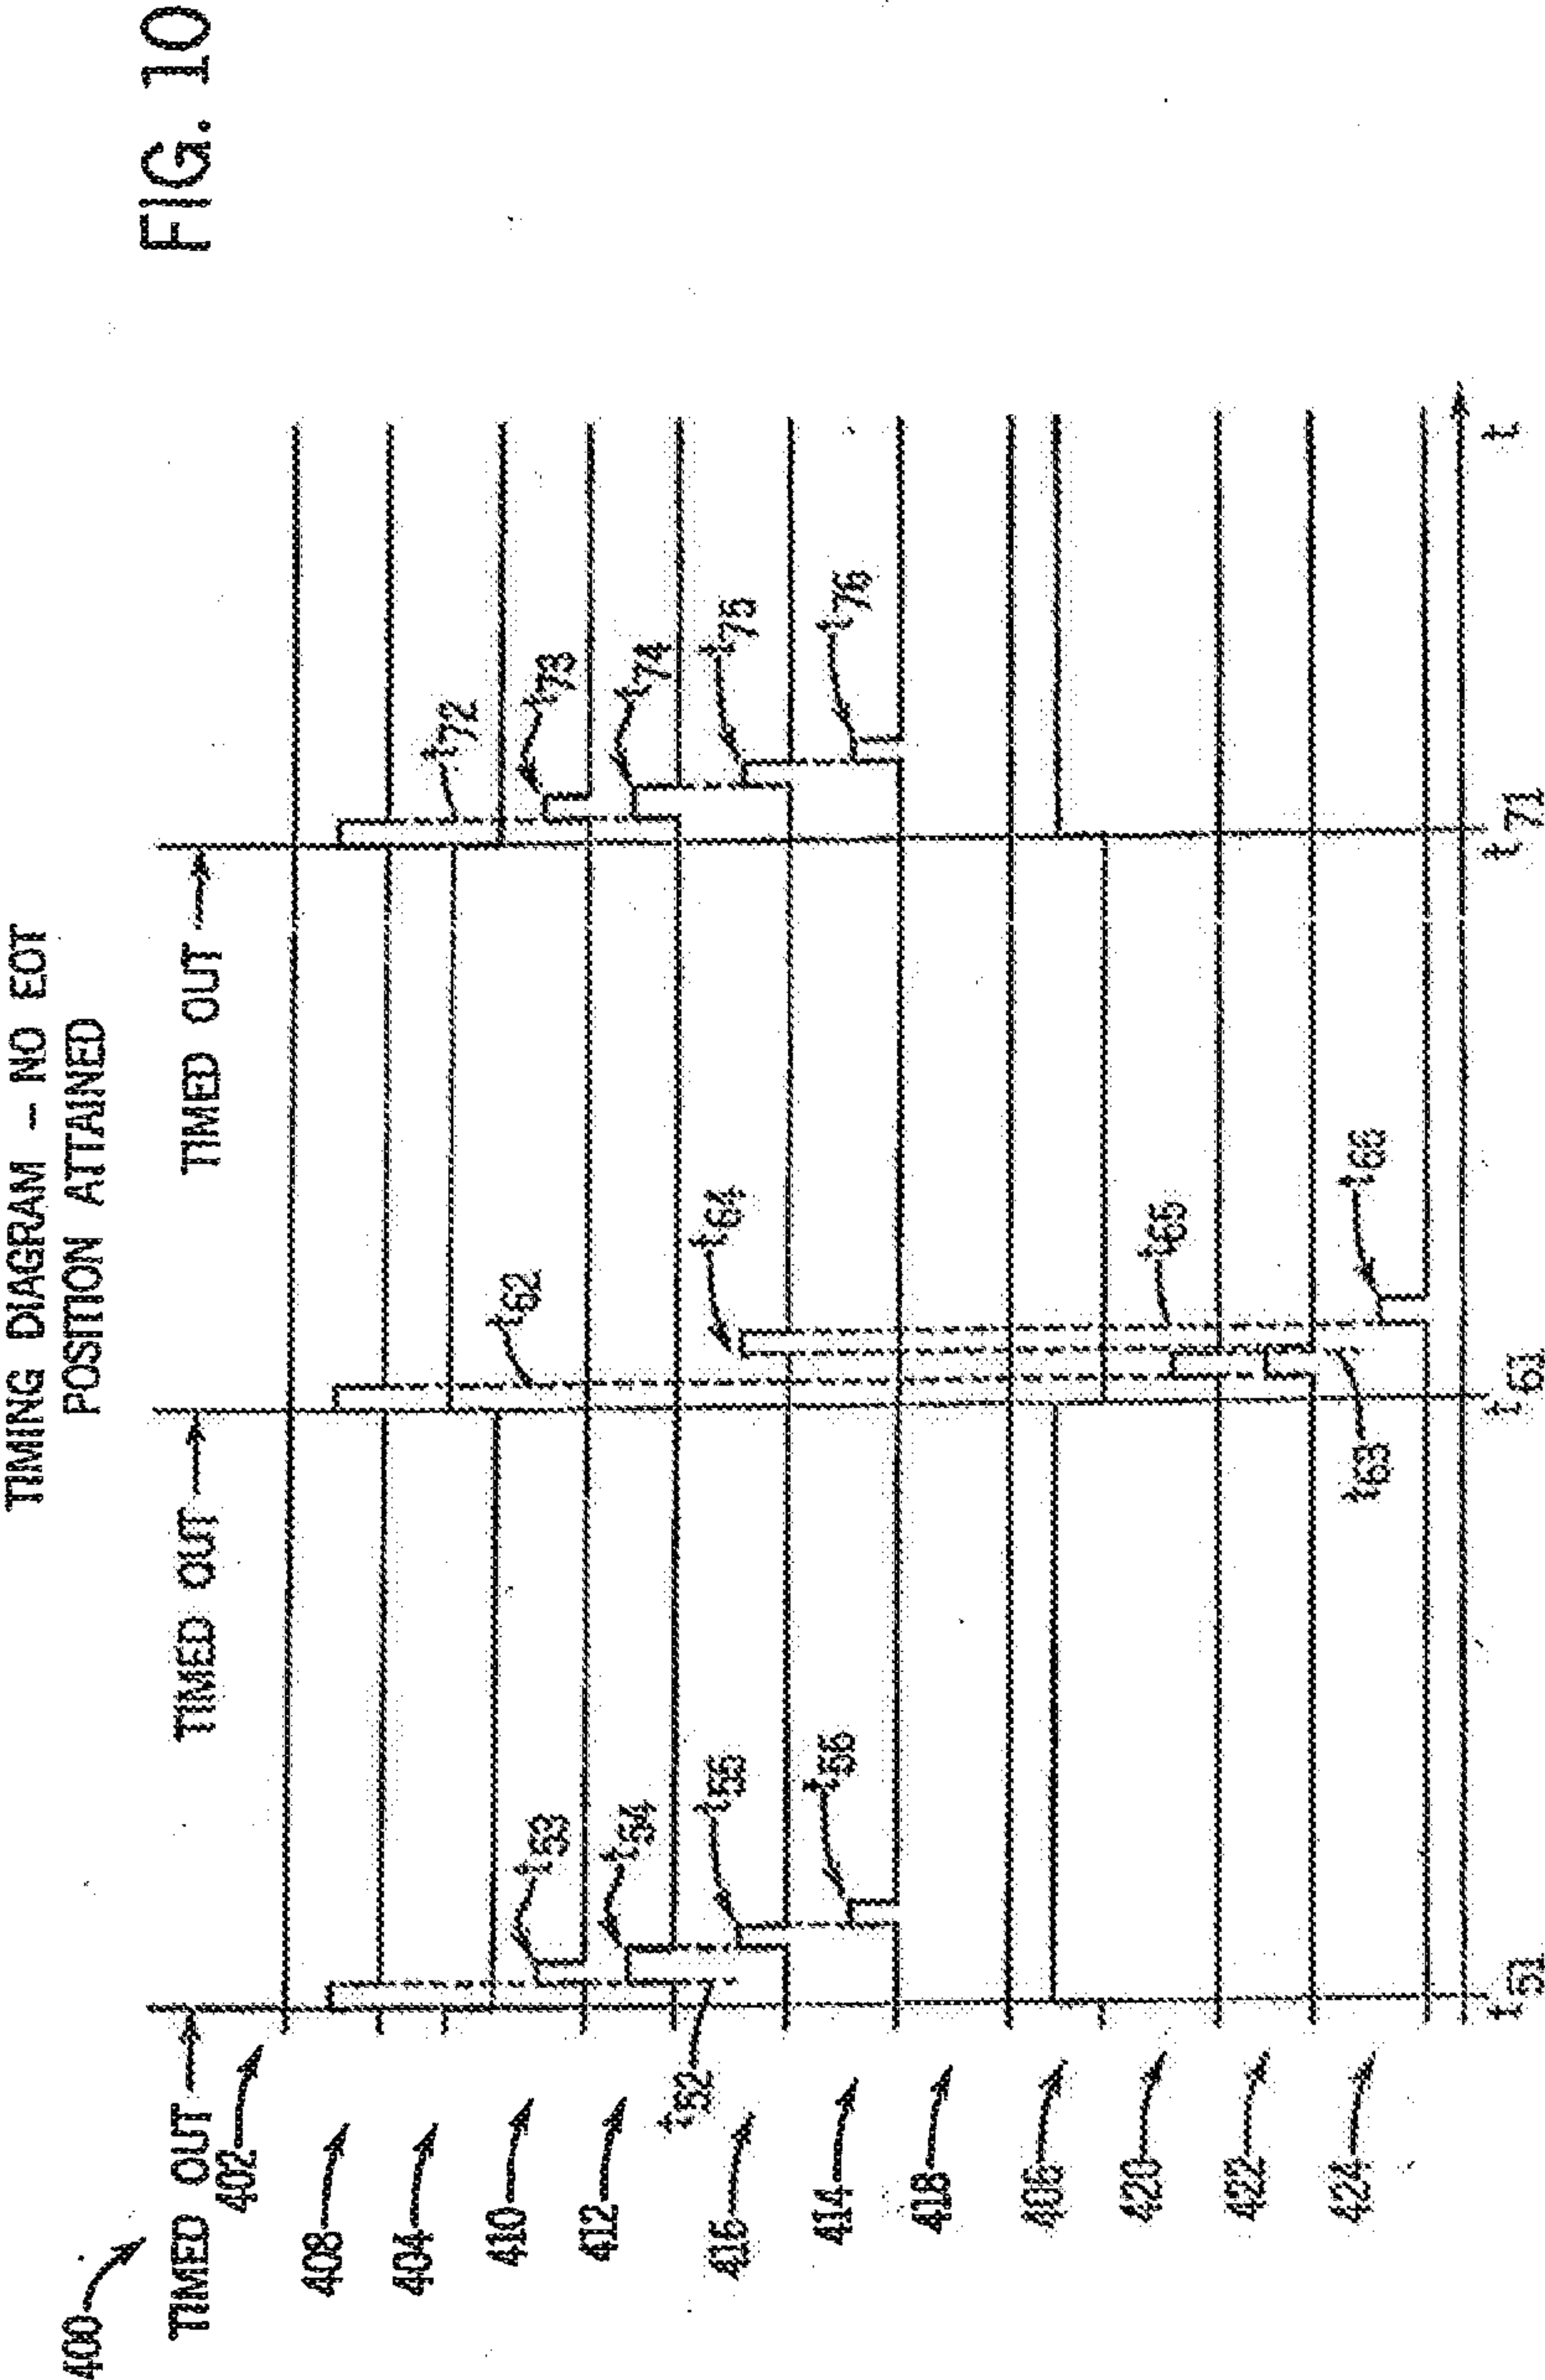 FIG. 10
TIMING DIAGRAM – NO EOT
POSITION ATTAINED
400
TIMED OUT
TIMED OUT
TIMED OUT
402
408
404
410
412
416
414
418
406
420
422
424
t52
t53
t54
t55
t56
t62
t63
t64
t65
t66
t72
t73
t74
t75
t76
t51
t61
t71
t